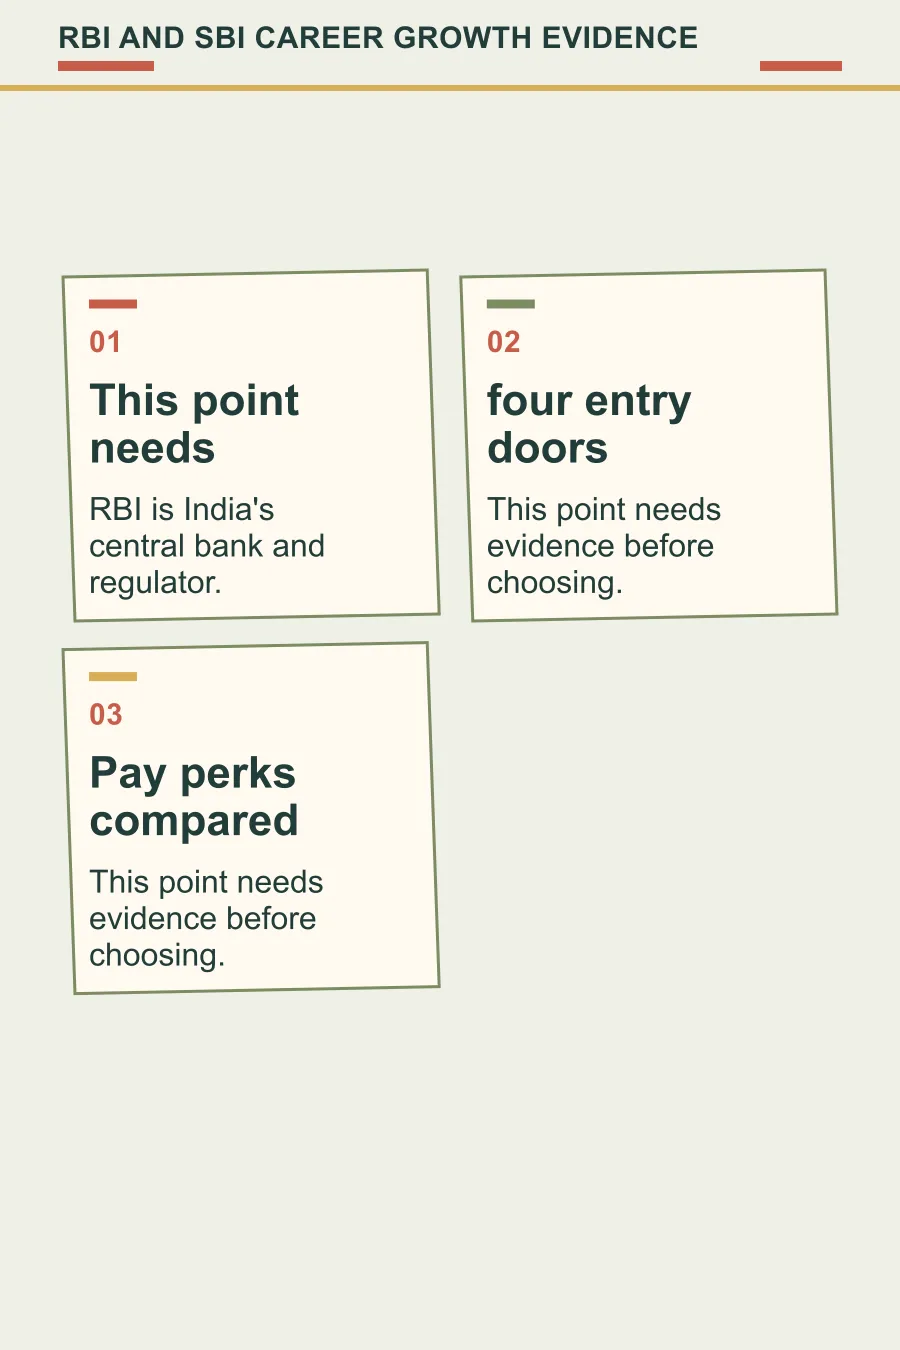 RBI AND SBI CAREER GROWTH EVIDENCE
01
This point
needs
RBI is India's
central bank and
regulator.
02
four entry
doors
This point needs
evidence before
choosing.
03
Pay perks
compared
This point needs
evidence before
choosing.